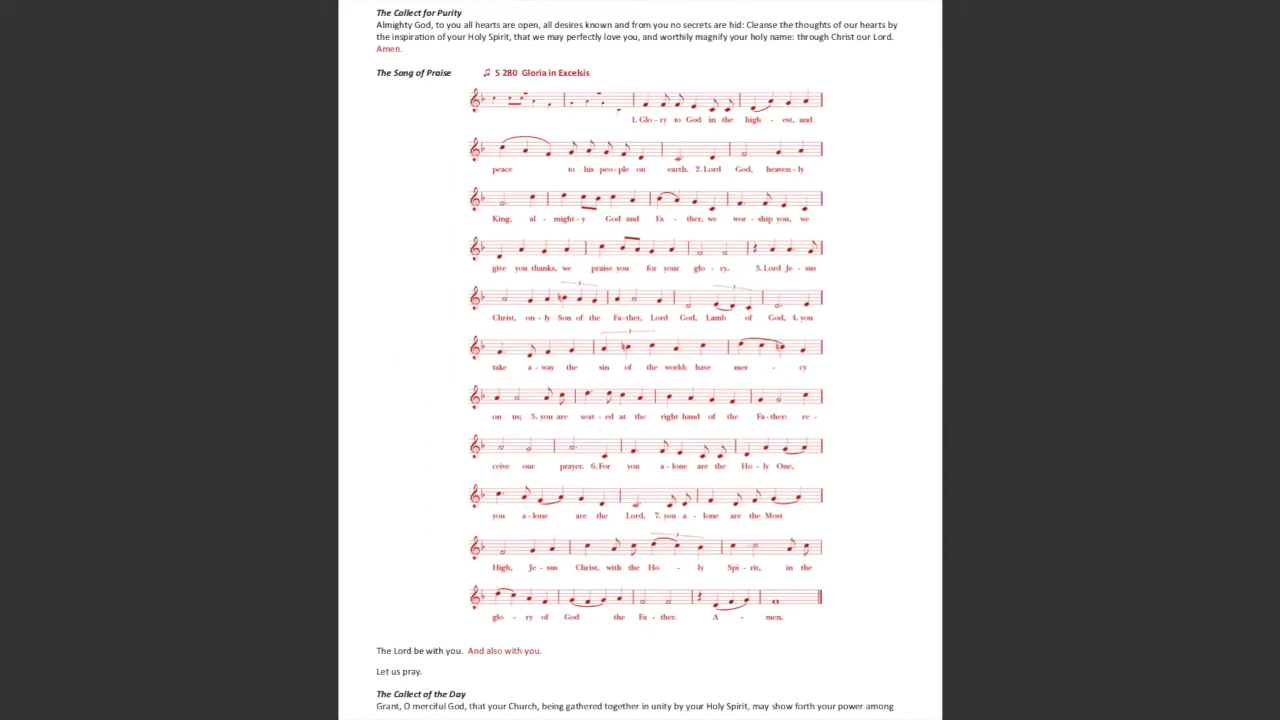 The Collect for Purity
Almighty God, to you all hearts are open, all desires known and from you no secrets are hid: Cleanse the thoughts of our hearts by
the inspiration of your Holy Spirit, that we may perfectly love you, and worthily magnify your holy name: through Christ our Lord.
Amen.
The Song of Praise ♫ S 280 Gloria in Excelsis
1. Glo - ry to God in the high - est, and
peace to his peo - ple on earth. 2. Lord God, heaven - ly
King, al - might - y God and Fa - ther, we wor - ship you, we
give you thanks, we praise you for your glo - ry. 3. Lord Je - sus
Christ, on - ly Son of the Fa - ther, Lord God, Lamb of God, 4. you
take a - way the sin of the world; have mer - cy
on us; 5. you are seat - ed at the right hand of the Fa - ther: re -
ceive our prayer. 6. For you a - lone are the Ho - ly One,
you a - lone are the Lord, 7. you a - lone are the Most
High, Je - sus Christ, with the Ho - ly Spi - rit, in the
glo - ry of God the Fa - ther. A - men.
The Lord be with you. And also with you.
Let us pray.
The Collect of the Day
Grant, O merciful God, that your Church, being gathered together in unity by your Holy Spirit, may show forth your power among